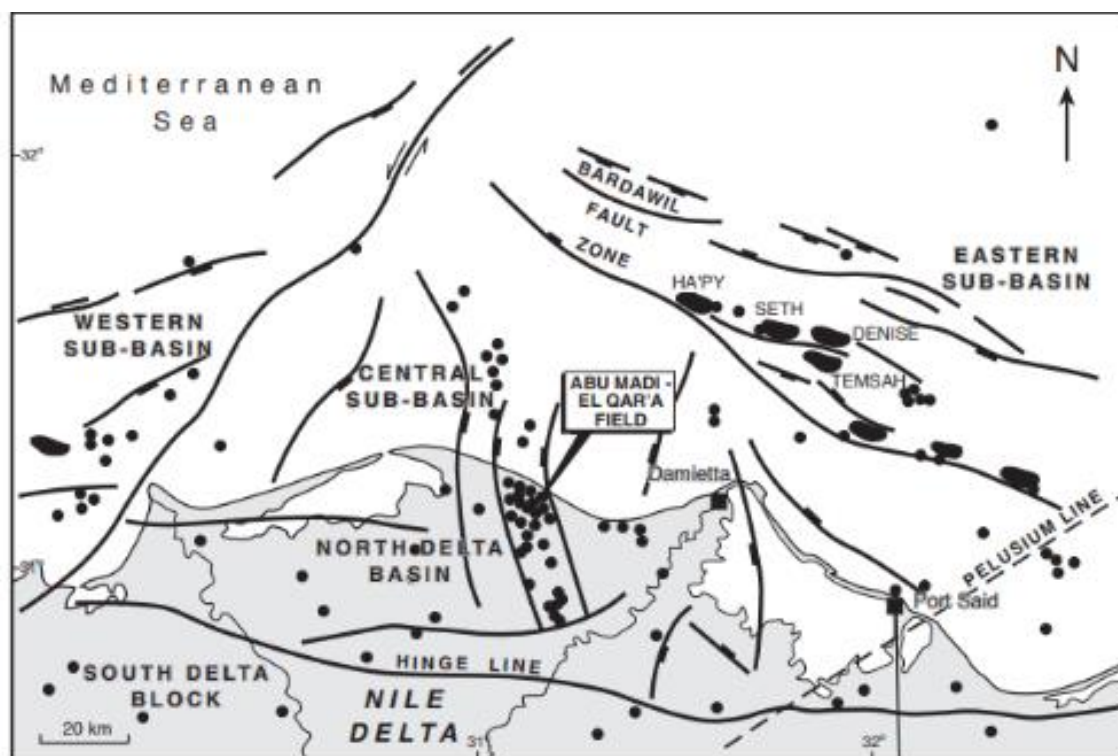 Mediterranean
Sea
N
32°
BARDAWIL
FAULT
ZONE
EASTERN
SUB-BASIN
HA'PY
SETH
DENISE
TEMSAH
WESTERN
SUB-BASIN
CENTRAL
SUB-BASIN
ABU MADI -
EL QAR'A
FIELD
Damietta
NORTH DELTA
BASIN
31°
PELUSIUM LINE
Port Said
HINGE LINE
SOUTH DELTA
BLOCK
NILE
DELTA
20 km
31
32°